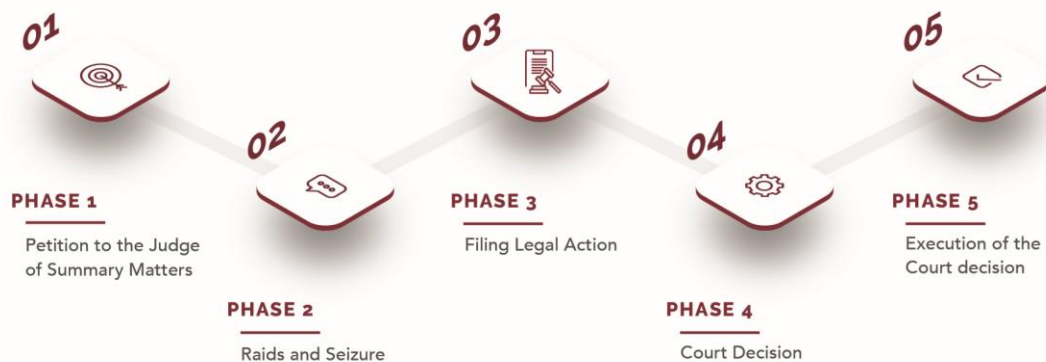 01
PHASE 1
Petition to the Judge
of Summary Matters
02
PHASE 2
Raids and Seizure
03
PHASE 3
Filing Legal Action
04
PHASE 4
Court Decision
05
PHASE 5
Execution of the
Court decision